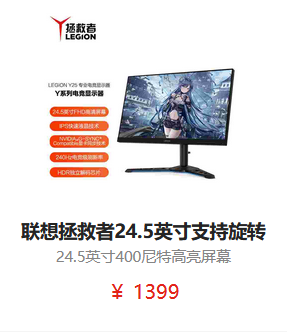 拯救者
LEGION
LEGION Y25 专业电竞显示器
Y系列电竞显示器
24.5英寸FHD高清屏幕
IPS快速液晶技术
NVIDIA®G-SYNC®
Compatible显卡同步技术
240Hz电竞级刷新率
HDR独立解码芯片
联想拯救者24.5英寸支持旋转
24.5英寸400尼特高亮屏幕
¥ 1399